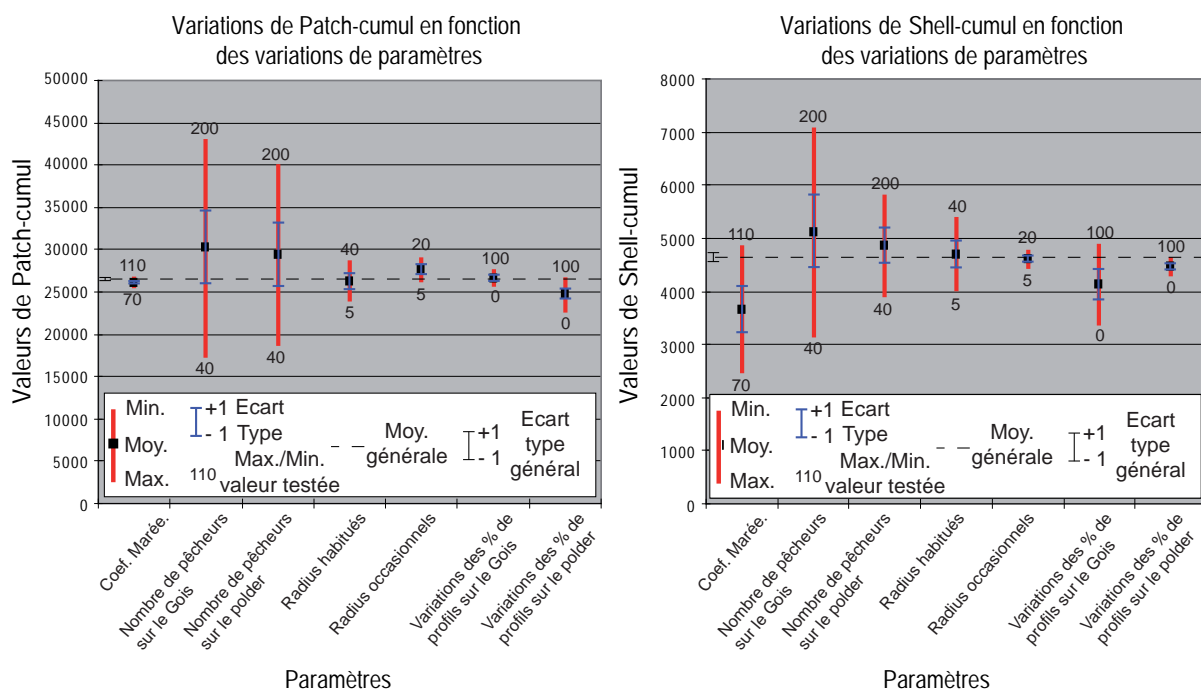 Variations de Patch-cumul en fonction
des variations de paramètres
Valeurs de Patch-cumul
50000
45000
40000
35000
30000
25000
20000
15000
10000
5000
0
110
70
200
40
200
40
40
5
20
5
100
0
100
0
Min.
Moy.
Max.
+1 Ecart
- 1 Type
Max./Min.
110 valeur testée
Moy.
générale
+1
- 1
Ecart
type
général
Coef. Marée.
Nombre de pêcheurs
sur le Gois
Nombre de pêcheurs
sur le polder
Radius habitués
Radius occasionnels
Variations des % de
profils sur le Gois
Variations des % de
profils sur le polder
Paramètres
Variations de Shell-cumul en fonction
des variations de paramètres
Valeurs de Shell-cumul
8000
7000
6000
5000
4000
3000
2000
1000
0
110
70
200
40
200
40
40
5
20
5
100
0
100
0
Min.
Moy.
Max.
+1 Ecart
- 1 Type
Max./Min.
110 valeur testée
Moy.
générale
+1
- 1
Ecart
type
général
Coef. Marée.
Nombre de pêcheurs
sur le Gois
Nombre de pêcheurs
sur le polder
Radius habitués
Radius occasionnels
Variations des % de
profils sur le Gois
Variations des % de
profils sur le polder
Paramètres